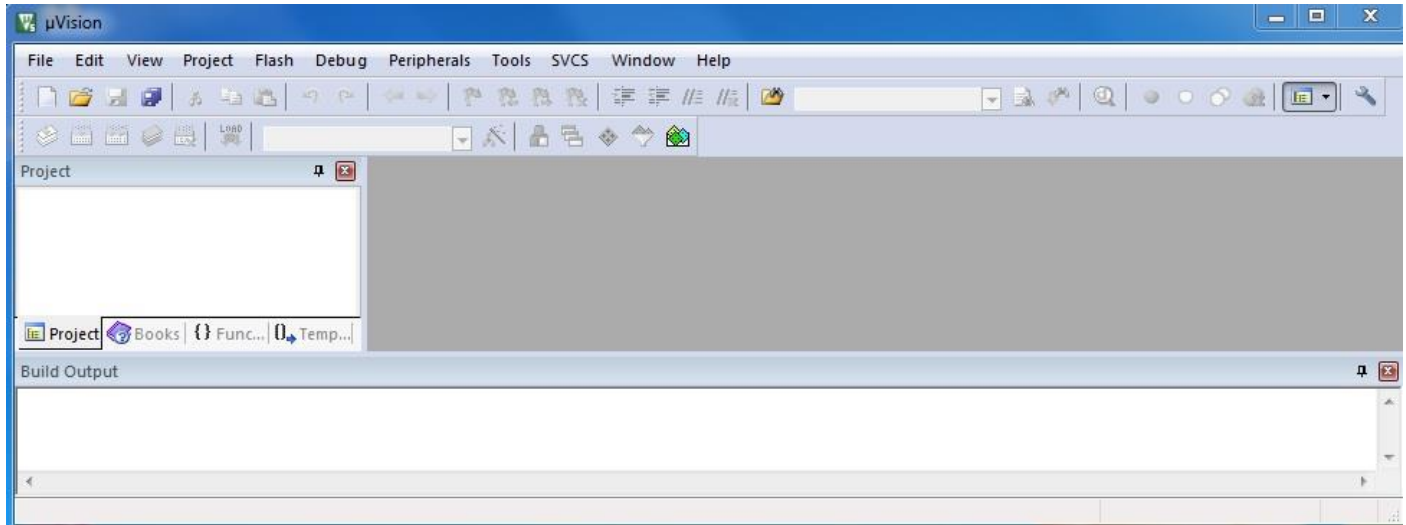 µVision
File Edit View Project Flash Debug Peripherals Tools SVCS Window Help
LOAD
Project
Project Books {} Func... 0→ Temp...
Build Output